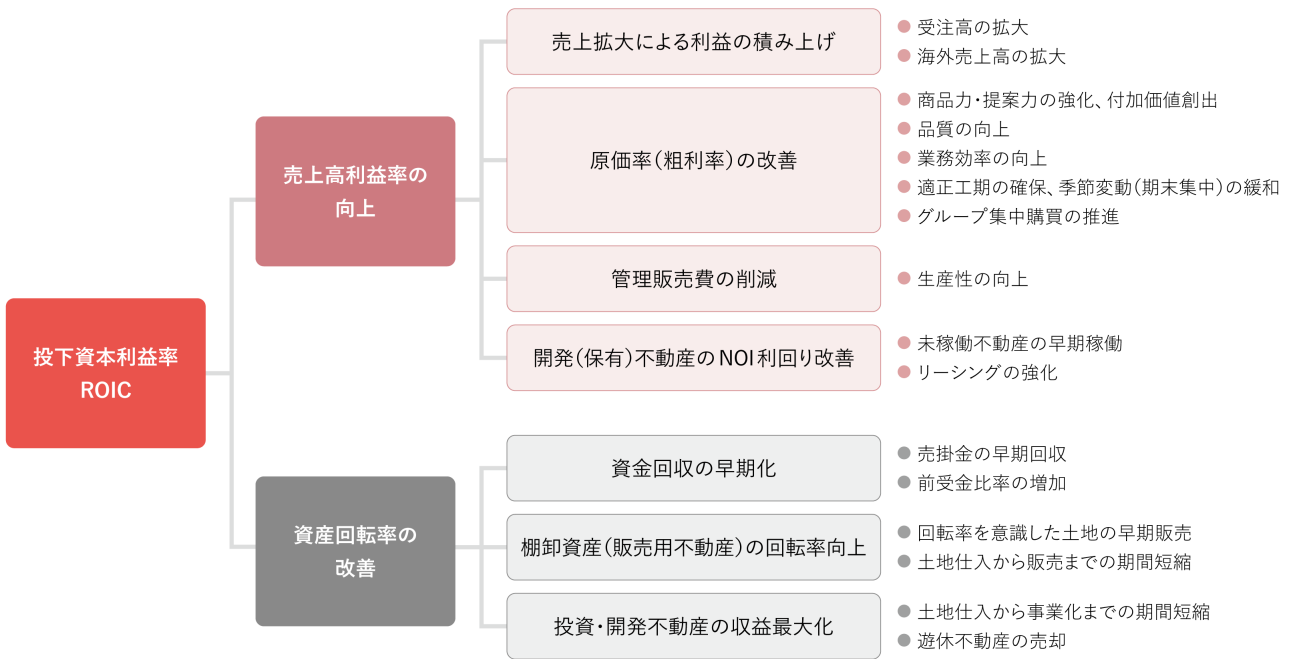 投下資本利益率
ROIC
売上高利益率の
向上
売上拡大による利益の積み上げ
受注高の拡大
海外売上高の拡大
原価率(粗利率)の改善
商品力・提案力の強化、付加価値創出
品質の向上
業務効率の向上
適正工期の確保、季節変動(期末集中)の緩和
グループ集中購買の推進
管理販売費の削減
生産性の向上
開発(保有)不動産のNOI利回り改善
未稼働不動産の早期稼働
リーシングの強化
資産回転率の
改善
資金回収の早期化
売掛金の早期回収
前受金比率の増加
棚卸資産(販売用不動産)の回転率向上
回転率を意識した土地の早期販売
土地仕入から販売までの期間短縮
投資・開発不動産の収益最大化
土地仕入から事業化までの期間短縮
遊休不動産の売却